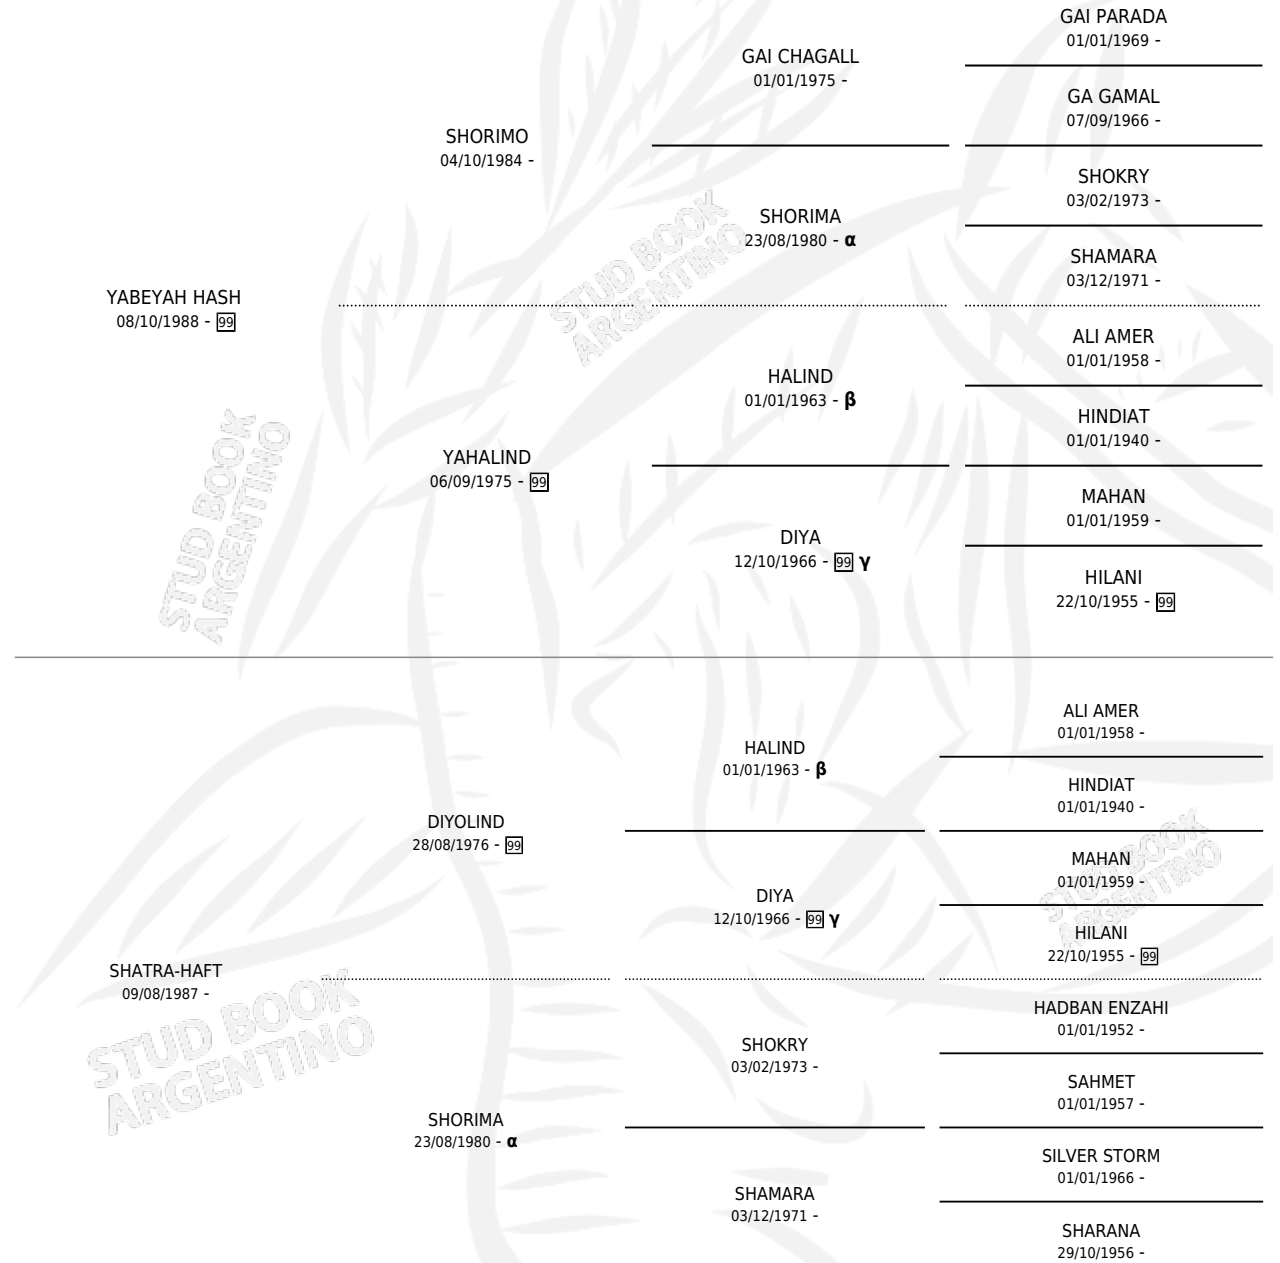 GAI PARADA
01/01/1969 -
GAI CHAGALL
01/01/1975 -
GA GAMAL
07/09/1966 -
SHORIMO
04/10/1984 -
SHOKRY
03/02/1973 -
SHORIMA
23/08/1980 - α
SHAMARA
03/12/1971 -
YABEYAH HASH
08/10/1988 - 99
ALI AMER
01/01/1958 -
HALIND
01/01/1963 - β
HINDIAT
01/01/1940 -
YAHALIND
06/09/1975 - 99
MAHAN
01/01/1959 -
DIYA
12/10/1966 - 99 γ
HILANI
22/10/1955 - 99
STUD BOOK
ARGENTINO
STUD BOOK
ARGENTINO
ALI AMER
01/01/1958 -
HALIND
01/01/1963 - β
HINDIAT
01/01/1940 -
DIYOLIND
28/08/1976 - 99
MAHAN
01/01/1959 -
DIYA
12/10/1966 - 99 γ
HILANI
22/10/1955 - 99
SHATRA-HAFT
09/08/1987 -
HADBAN ENZAHI
01/01/1952 -
SHOKRY
03/02/1973 -
SAHMET
01/01/1957 -
SHORIMA
23/08/1980 - α
SILVER STORM
01/01/1966 -
SHAMARA
03/12/1971 -
SHARANA
29/10/1956 -
STUD BOOK
ARGENTINO
STUD BOOK
ARGENTINO